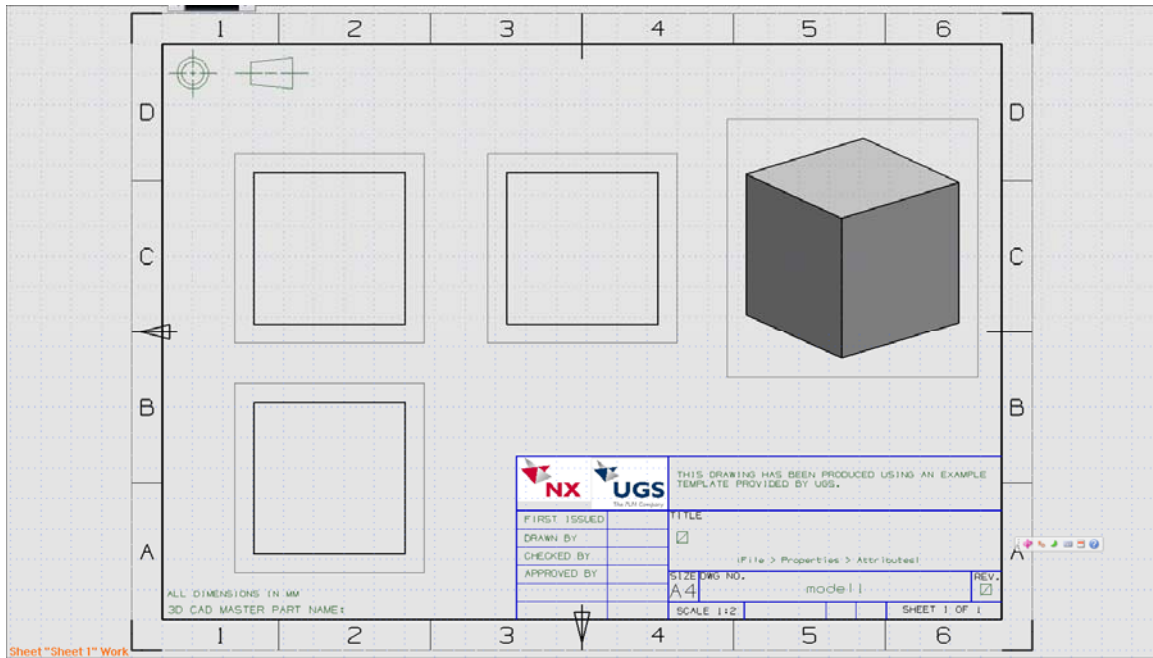 1 2 3 4 5 6
D D
C C
B B
A A
NX UGS
The PLM Company
THIS DRAWING HAS BEEN PRODUCED USING AN EXAMPLE
TEMPLATE PROVIDED BY UGS.
FIRST ISSUED
TITLE
DRAWN BY
CHECKED BY
(File > Properties > Attributes)
APPROVED BY
SIZE DWG NO. REV.
A4 model1
SCALE 1:2 SHEET 1 OF 1
ALL DIMENSIONS IN MM
3D CAD MASTER PART NAME:
1 2 3 4 5 6
Sheet "Sheet 1" Work